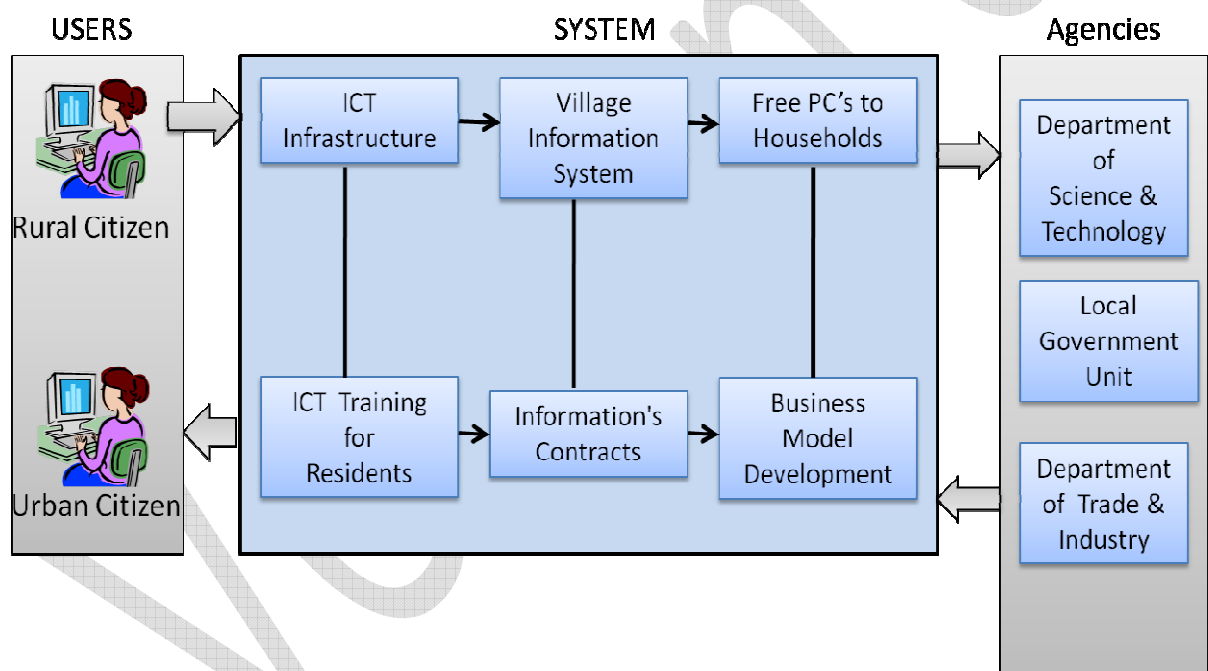 USERS
SYSTEM
Agencies
Rural Citizen
Urban Citizen
ICT
Infrastructure
Village
Information
System
Free PC's to
Households
ICT Training
for
Residents
Information's
Contracts
Business
Model
Development
Department
of
Science &
Technology
Local
Government
Unit
Department
of Trade &
Industry